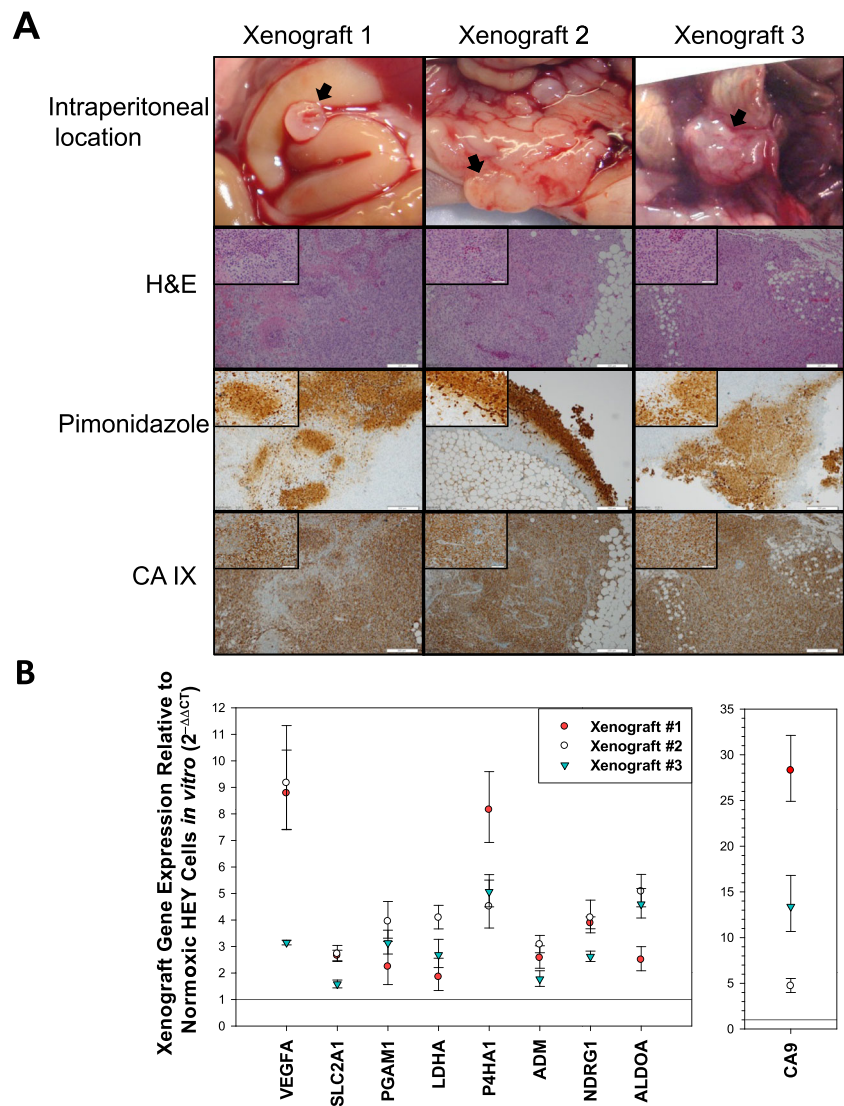 A
Xenograft 1
Xenograft 2
Xenograft 3
Intraperitoneal
location
H&E
Pimonidazole
CA IX
B
Xenograft Gene Expression Relative to
Normoxic HEY Cells in vitro (2^−ΔΔCT)
12
11
10
9
8
7
6
5
4
3
2
1
0
Xenograft #1
Xenograft #2
Xenograft #3
VEGFA
SLC2A1
PGAM1
LDHA
P4HA1
ADM
NDRG1
ALDOA
35
30
25
20
15
10
5
0
CA9